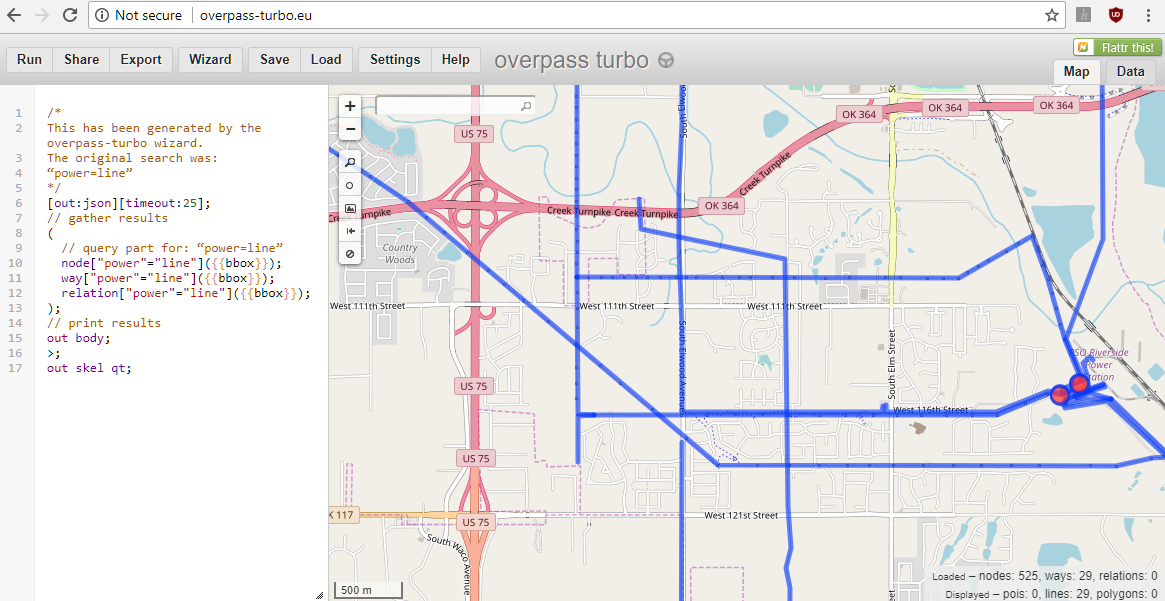 Not secure overpass-turbo.eu
Flattr this!
Run Share Export Wizard Save Load Settings Help overpass turbo
Map Data
1 /*
2 This has been generated by the
overpass-turbo wizard.
3 The original search was:
4 “power=line”
5 */
6 [out:json][timeout:25];
7 // gather results
8 (
9 // query part for: “power=line”
10 node["power"="line"]({{bbox}});
11 way["power"="line"]({{bbox}});
12 relation["power"="line"]({{bbox}});
13 );
14 // print results
15 out body;
16 >;
17 out skel qt;
+
−
US 75
South Elwood
OK 364
OK 364
OK 364
Creek Turnpike
OK 364
Creek Turnpike
Creek Turnpike
Turnpike
Country
Woods
West 111th Street
West 111th Street
West 111th Street
South Elwood Avenue
South Elm Street
PSO Riverside
Power
Station
US 75
West 116th Street
US 75
K 117
US 75
West 121st Street
South Waco Avenue
500 m
Loaded – nodes: 525, ways: 29, relations: 0
Displayed – pois: 0, lines: 29, polygons: 0